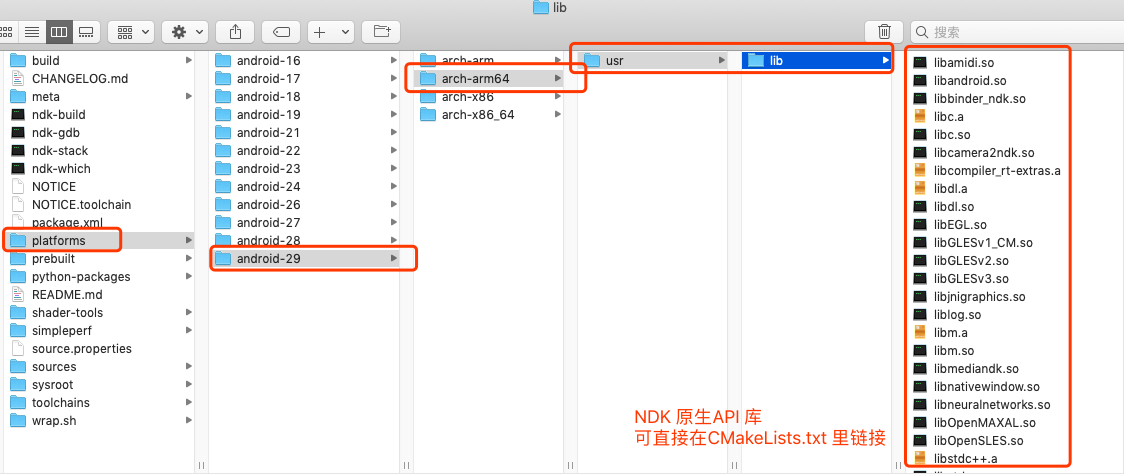 lib
搜索
build
CHANGELOG.md
meta
ndk-build
ndk-gdb
ndk-stack
ndk-which
NOTICE
NOTICE.toolchain
package.xml
platforms
prebuilt
python-packages
README.md
shader-tools
simpleperf
source.properties
sources
sysroot
toolchains
wrap.sh
android-16
android-17
android-18
android-19
android-21
android-22
android-23
android-24
android-26
android-27
android-28
android-29
arch-arm
arch-arm64
arch-x86
arch-x86_64
usr
lib
libamidi.so
libandroid.so
libbinder_ndk.so
libc.a
libc.so
libcamera2ndk.so
libcompiler_rt-extras.a
libdl.a
libdl.so
libEGL.so
libGLESv1_CM.so
libGLESv2.so
libGLESv3.so
libjnigraphics.so
liblog.so
libm.a
libm.so
libmediandk.so
libnativewindow.so
libneuralnetworks.so
libOpenMAXAL.so
libOpenSLES.so
libstdc++.a
NDK 原生API 库
可直接在CMakeLists.txt 里链接